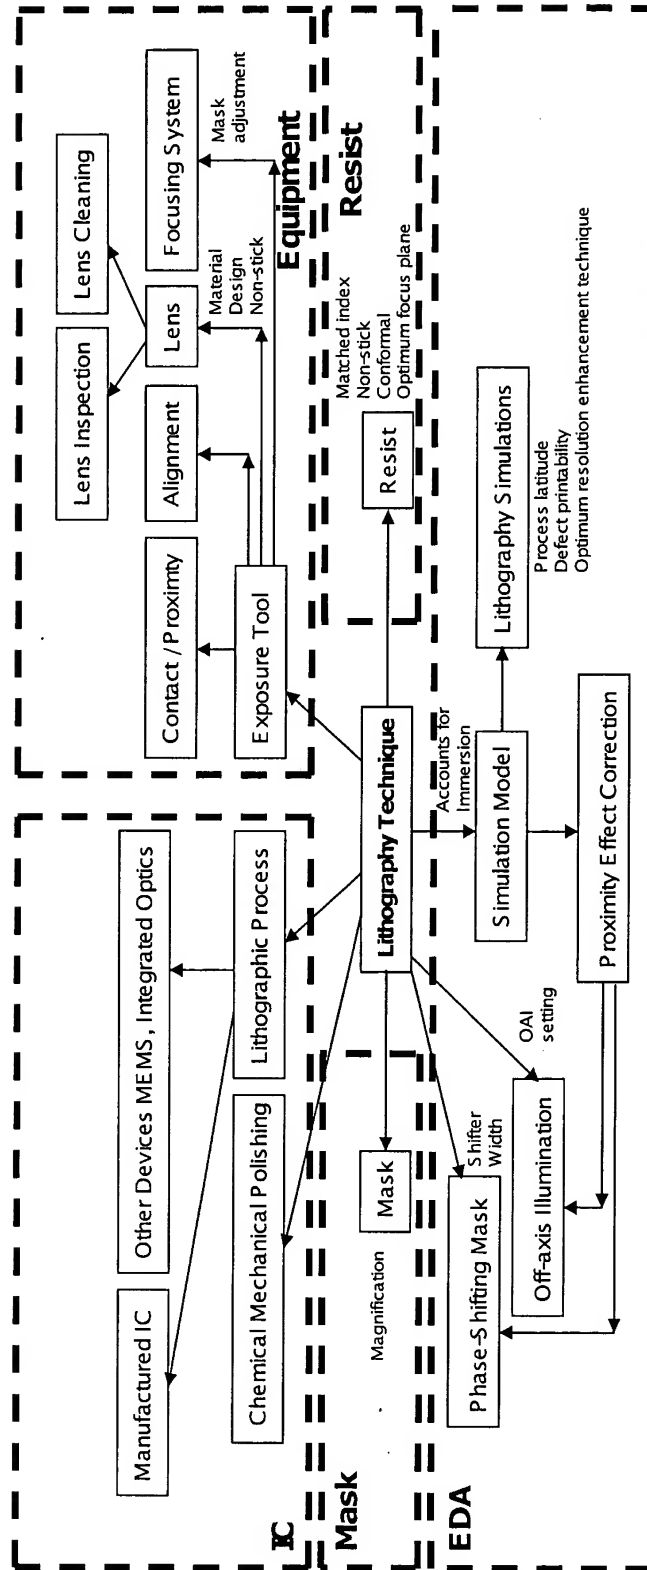 IC
Manufactured IC
Other Devices MEMS, Integrated Optics
Chemical Mechanical Polishing
Lithographic Process
Equipment
Contact / Proximity
Exposure Tool
Alignment
Lens Inspection
Lens Cleaning
Lens
Material
Design
Non-stick
Focusing System
Mask
adjustment
Mask
Magnification
Mask
Lithography Technique
Resist
Resist
Matched index
Non-stick
Conformal
Optimum focus plane
EDA
Phase-Shifting Mask
Shifter
Width
Off-axis Illumination
OAI
setting
Accounts for
Immersion
Simulation Model
Proximity Effect Correction
Lithography Simulations
Process latitude
Defect printability
Optimum resolution enhancement technique